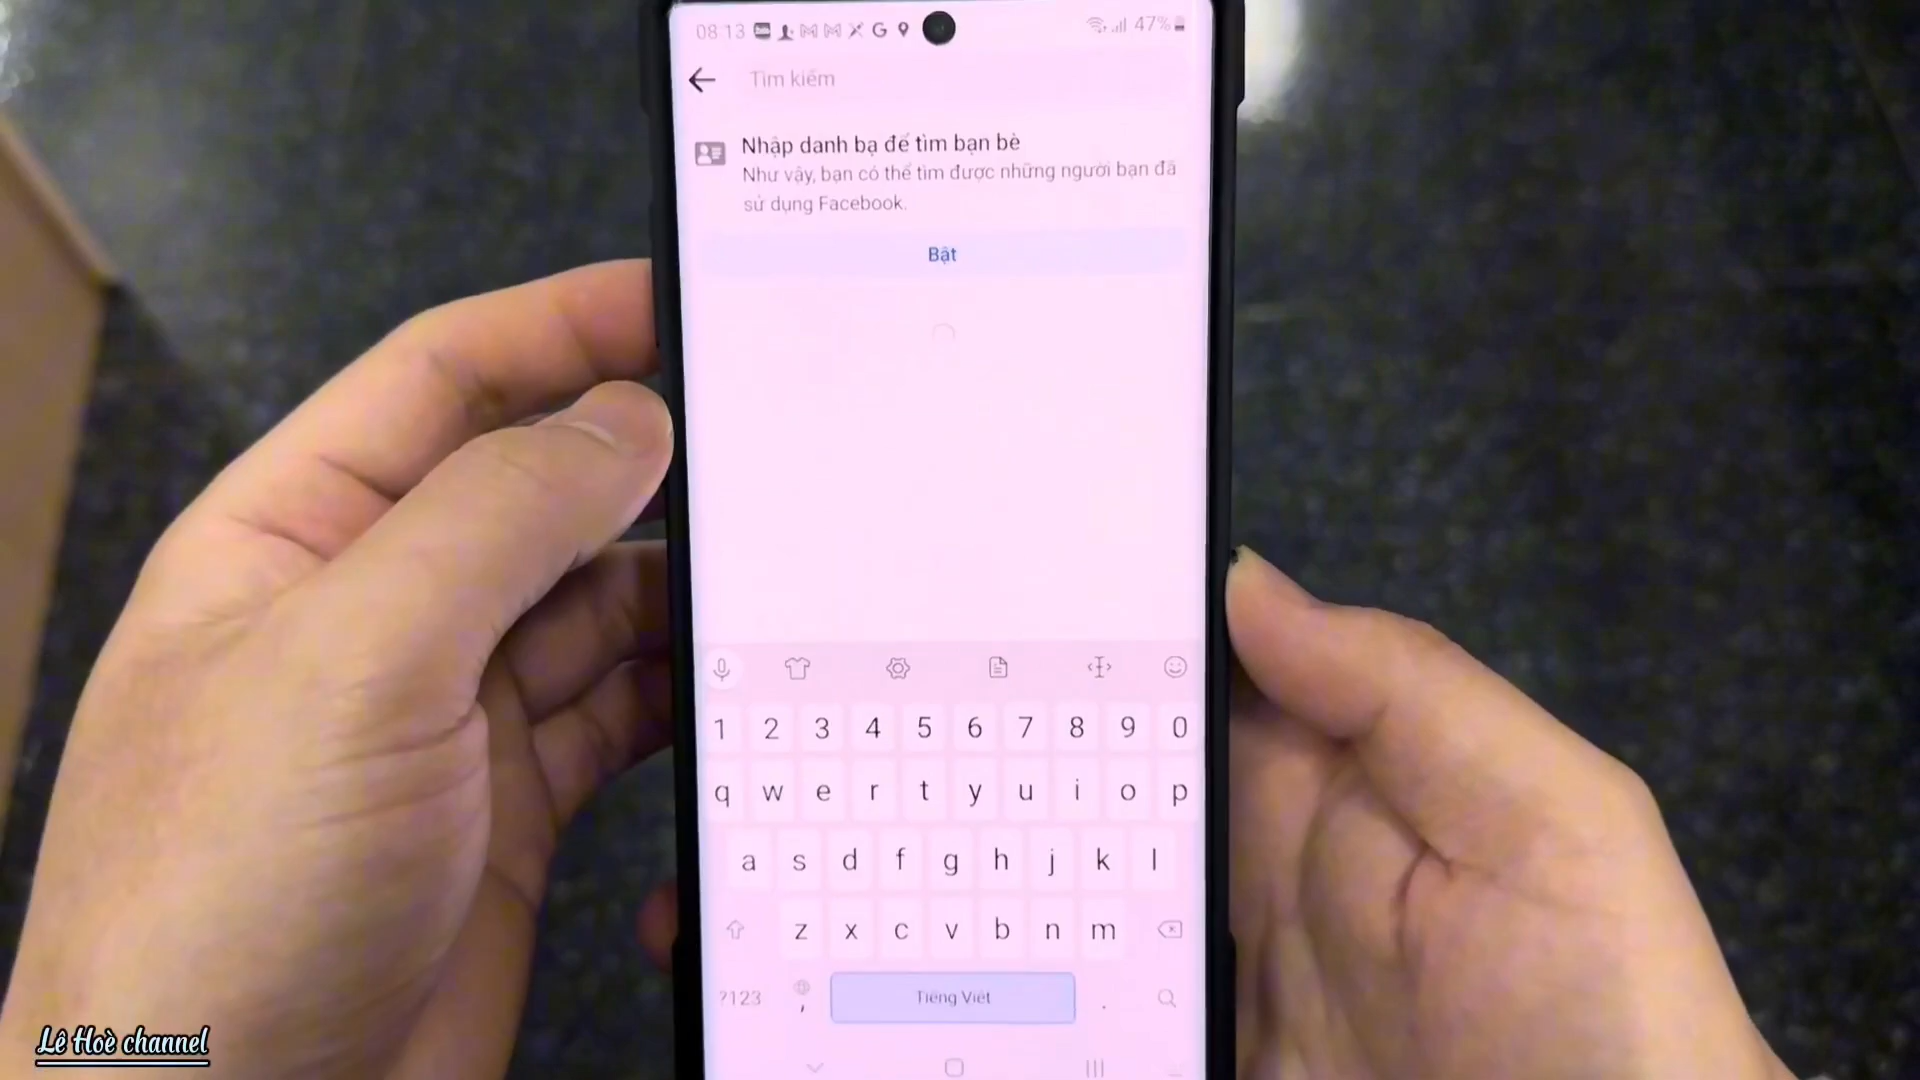 08:13 47%
Tìm kiếm
Nhập danh bạ để tìm bạn bè
Như vậy, bạn có thể tìm được những người bạn đã
sử dụng Facebook.
Bật
1 2 3 4 5 6 7 8 9 0
q w e r t y u i o p
a s d f g h j k l
z x c v b n m
?123 , Tiếng Việt .
Lê Hoè channel